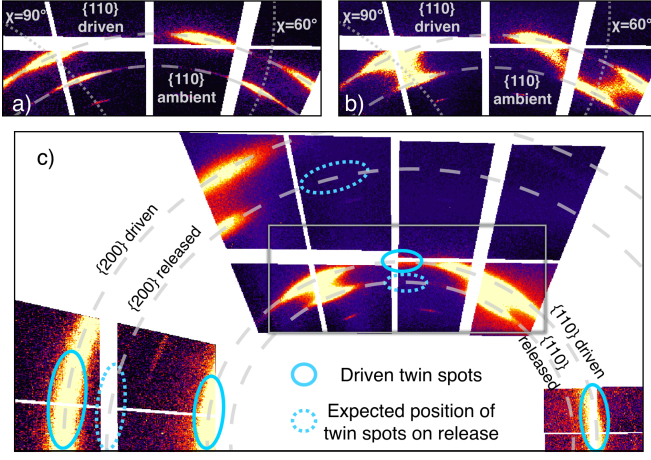 χ=90°
{110}
driven
χ=60°
{110}
ambient
a)
χ=90°
{110}
driven
χ=60°
{110}
ambient
b)
c)
{200} driven
{200} released
{110} driven
{110}
released
Driven twin spots
Expected position of
twin spots on release